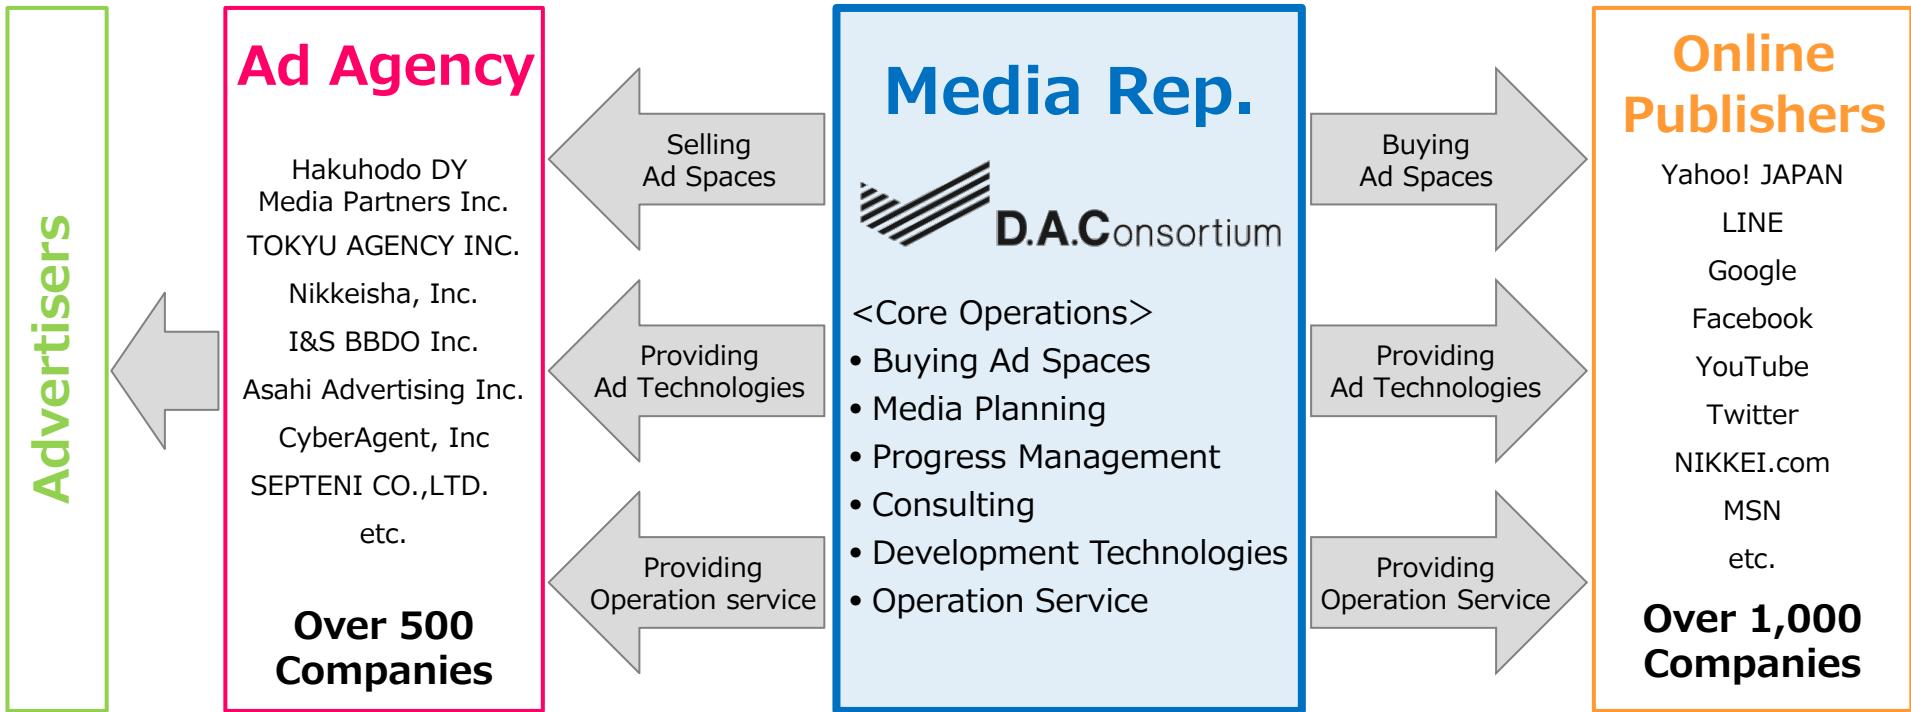 Advertisers
Ad Agency
Hakuhodo DY
Media Partners Inc.
TOKYU AGENCY INC.
Nikkeisha, Inc.
I&S BBDO Inc.
Asahi Advertising Inc.
CyberAgent, Inc
SEPTENI CO.,LTD.
etc.
Over 500
Companies
Selling
Ad Spaces
Providing
Ad Technologies
Providing
Operation service
Media Rep.
D.A.Consortium
<Core Operations>
• Buying Ad Spaces
• Media Planning
• Progress Management
• Consulting
• Development Technologies
• Operation Service
Buying
Ad Spaces
Providing
Ad Technologies
Providing
Operation Service
Online
Publishers
Yahoo! JAPAN
LINE
Google
Facebook
YouTube
Twitter
NIKKEI.com
MSN
etc.
Over 1,000
Companies